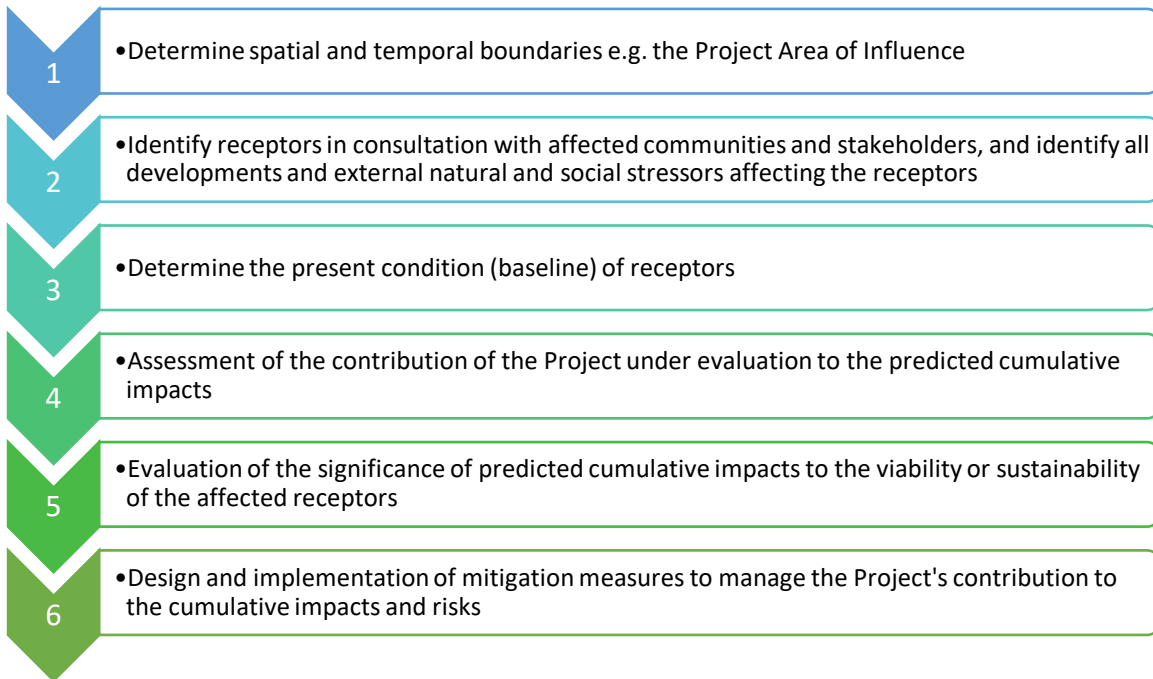 1
•Determine spatial and temporal boundaries e.g. the Project Area of Influence
2
•Identify receptors in consultation with affected communities and stakeholders, and identify all
developments and external natural and social stressors affecting the receptors
3
•Determine the present condition (baseline) of receptors
4
•Assessment of the contribution of the Project under evaluation to the predicted cumulative
impacts
5
•Evaluation of the significance of predicted cumulative impacts to the viability or sustainability
of the affected receptors
6
•Design and implementation of mitigation measures to manage the Project's contribution to
the cumulative impacts and risks